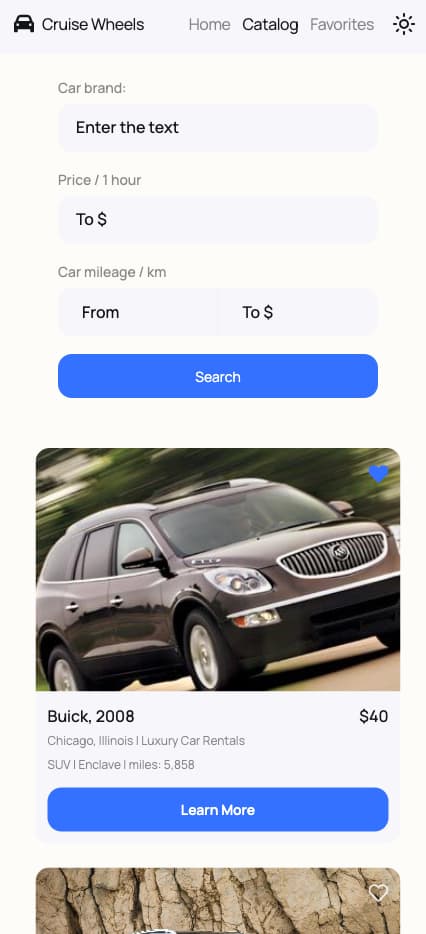 Cruise Wheels Home Catalog Favorites
Car brand:
Enter the text
Price / 1 hour
To $
Car mileage / km
From To $
Search
Buick, 2008 $40
Chicago, Illinois | Luxury Car Rentals
SUV | Enclave | miles: 5,858
Learn More